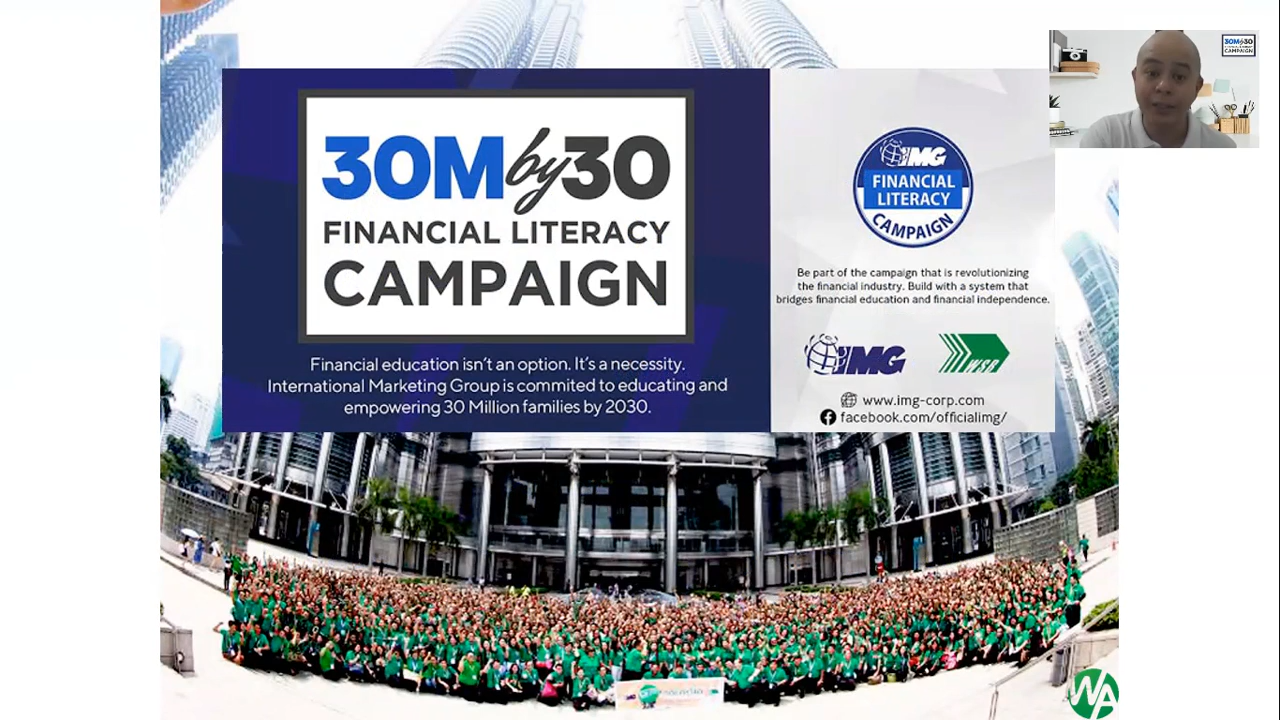 30M by 30
FINANCIAL LITERACY
CAMPAIGN
Financial education isn't an option. It's a necessity.
International Marketing Group is commited to educating and
empowering 30 Million families by 2030.
IMG
FINANCIAL
LITERACY
CAMPAIGN
Be part of the campaign that is revolutionizing
the financial industry. Build with a system that
bridges financial education and financial independence.
IMG
WSB
www.img-corp.com
facebook.com/officialimg/
30M by 30
CAMPAIGN
WA